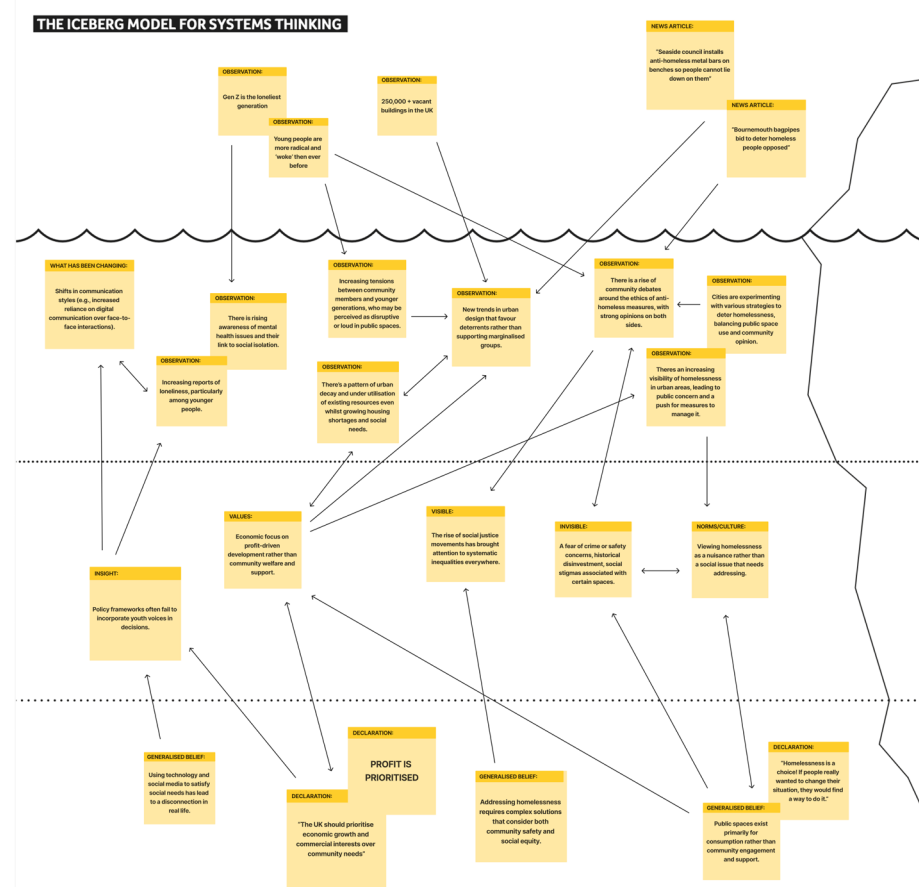 THE ICEBERG MODEL FOR SYSTEMS THINKING
NEWS ARTICLE:
"Seaside council installs
anti-homeless metal bars on
benches so people cannot lie
down on them"
NEWS ARTICLE:
"Bournemouth bagpipes
bid to deter homeless
people opposed"
OBSERVATION:
Gen Z is the loneliest
generation
OBSERVATION:
Young people are
more radical and
'woke' then ever
before
OBSERVATION:
250,000 + vacant
buildings in the UK
WHAT HAS BEEN CHANGING:
Shifts in communication
styles (e.g., increased
reliance on digital
communication over face-to-
face interactions).
OBSERVATION:
There is rising
awareness of mental
health issues and their
link to social isolation.
OBSERVATION:
Increasing reports of
loneliness, particularly
among younger
people.
OBSERVATION:
Increasing tensions
between community
members and younger
generations, who may be
perceived as disruptive
or loud in public spaces.
OBSERVATION:
New trends in urban
design that favour
deterrents rather than
supporting marginalised
groups.
OBSERVATION:
There's a pattern of urban
decay and under utilisation
of existing resources even
whilst growing housing
shortages and social
needs.
OBSERVATION:
There is a rise of
community debates
around the ethics of anti-
homeless measures, with
strong opinions on both
sides.
OBSERVATION:
Cities are experimenting
with various strategies to
deter homelessness,
balancing public space
use and community
opinion.
OBSERVATION:
Theres an increasing
visibility of homelessness
in urban areas, leading to
public concern and a
push for measures to
manage it.
INSIGHT:
Policy frameworks often fail to
incorporate youth voices in
decisions.
VALUES:
Economic focus on
profit-driven
development rather than
community welfare and
support.
VISIBLE:
The rise of social justice
movements has brought
attention to systematic
inequalities everywhere.
INVISIBLE:
A fear of crime or safety
concerns, historical
disinvestment, social
stigmas associated with
certain spaces.
NORMS/CULTURE:
Viewing homelessness
as a nuisance rather than
a social issue that needs
addressing.
GENERALISED BELIEF:
Using technology and
social media to satisfy
social needs has lead
to a disconnection in
real life.
DECLARATION:
PROFIT IS
PRIORITISED
DECLARATION:
"The UK should prioritise
economic growth and
commercial interests over
community needs"
GENERALISED BELIEF:
Addressing homelessness
requires complex solutions
that consider both
community safety and
social equity.
DECLARATION:
"Homelessness is a
choice! If people really
wanted to change their
situation, they would find
a way to do it."
GENERALISED BELIEF:
Public spaces exist
primarily for
consumption rather than
community engagement
and support.